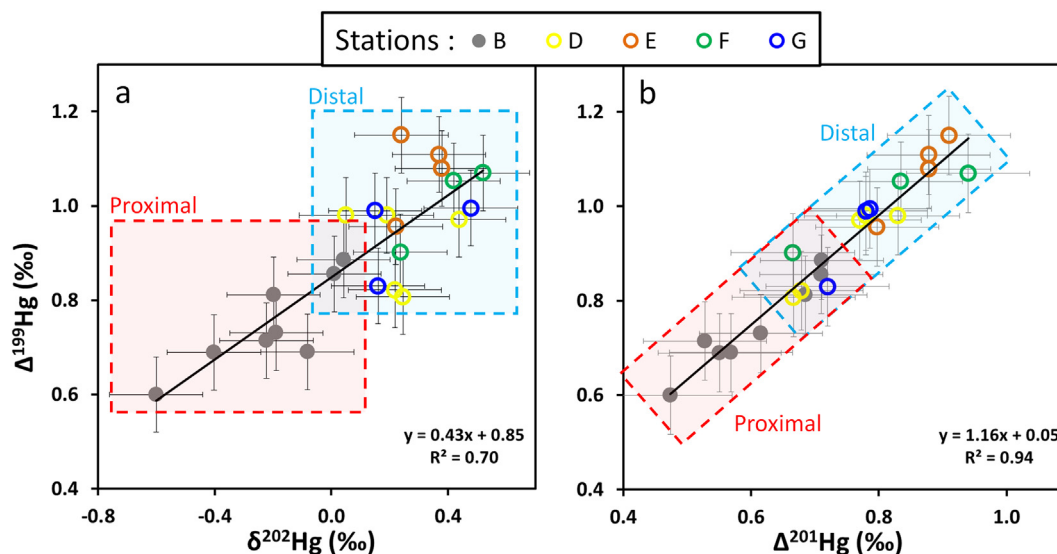 Stations : B D E F G
a
Distal
Proximal
y = 0.43x + 0.85
R² = 0.70
1.2
1.0
0.8
0.6
0.4
-0.8 -0.4 0.0 0.4
Δ¹⁹⁹Hg (‰)
δ²⁰²Hg (‰)
b
Distal
Proximal
y = 1.16x + 0.05
R² = 0.94
1.2
1.0
0.8
0.6
0.4
0.4 0.6 0.8 1.0
Δ²⁰¹Hg (‰)